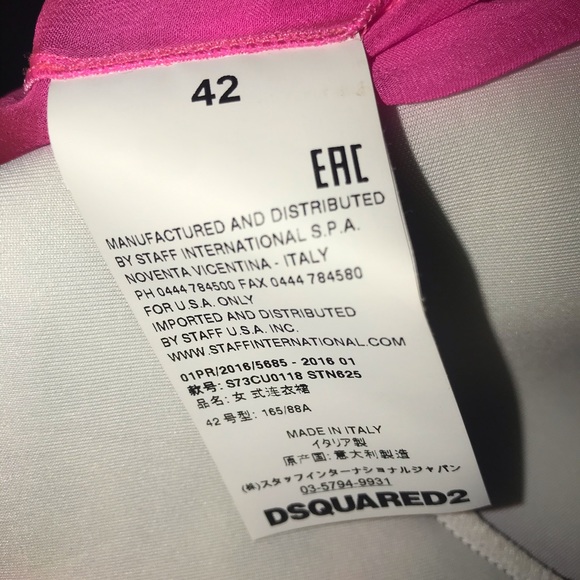 42
EAC
MANUFACTURED AND DISTRIBUTED
BY STAFF INTERNATIONAL S.P.A.
NOVENTA VICENTINA - ITALY
PH 0444 784500 FAX 0444 784580
FOR U.S.A. ONLY
IMPORTED AND DISTRIBUTED
BY STAFF U.S.A. INC.
WWW.STAFFINTERNATIONAL.COM
01PR/2016/5685 - 2016 01
款号: S73CU0118 STN625
品名: 女式连衣裙
42 号型: 165/88A
MADE IN ITALY
イタリア製
原产国: 意大利製造
(株)スタッフインターナショナルジャパン
03-5794-9931
DSQUARED2